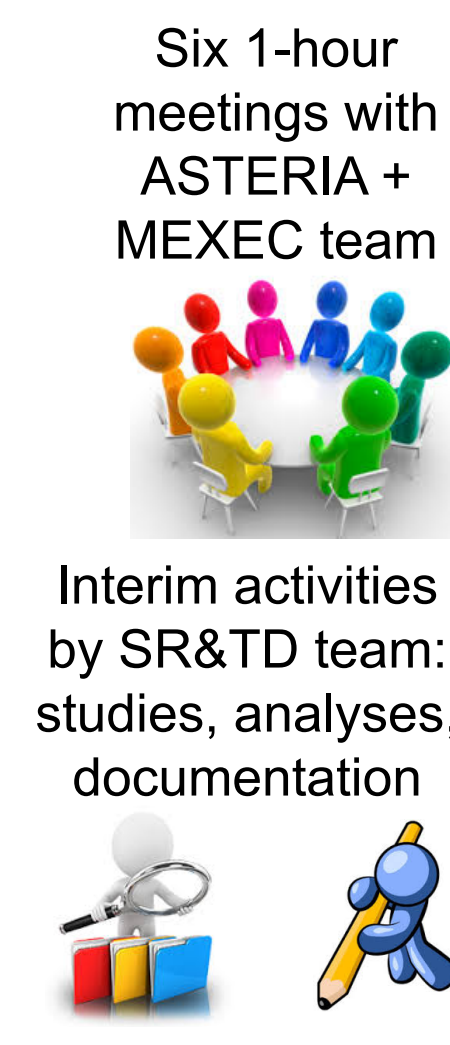 Six 1-hour
meetings with
ASTERIA +
MEXEC team
Interim activities
by SR&TD team:
studies, analyses,
documentation